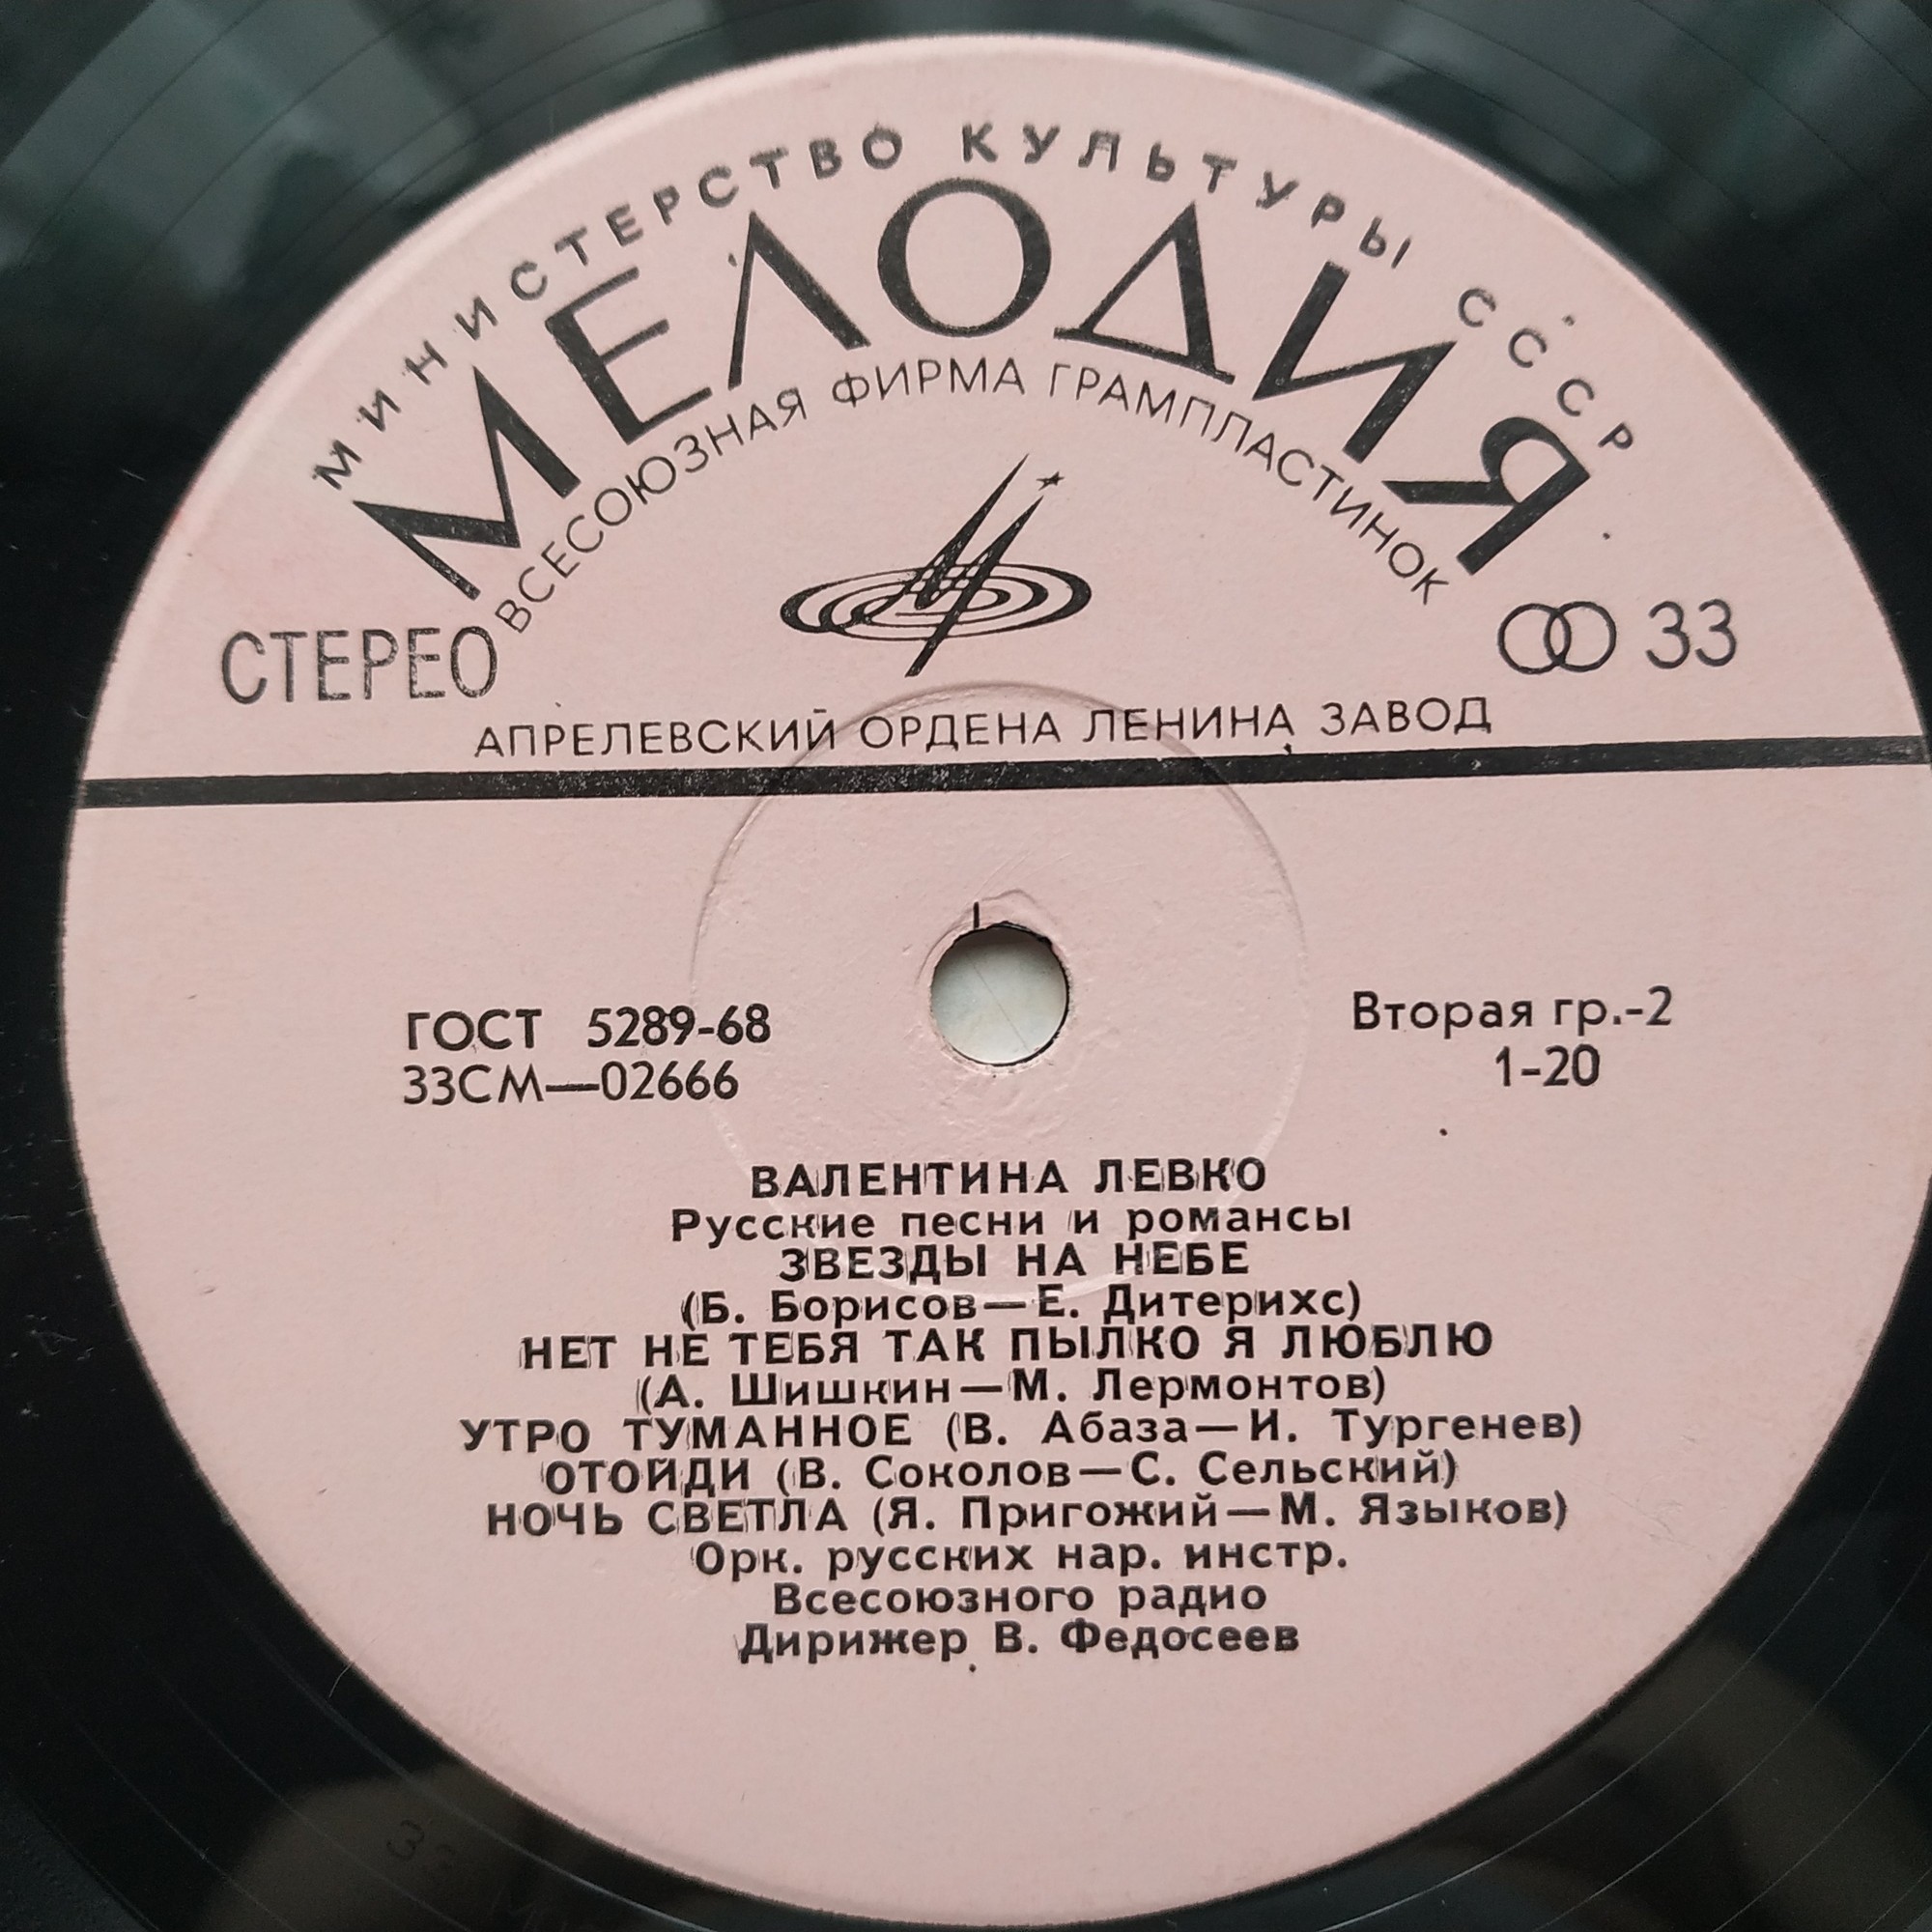 МИНИСТЕРСТВО КУЛЬТУРЫ СССР
МЕЛОДИЯ
ВСЕСОЮЗНАЯ ФИРМА ГРАМПЛАСТИНОК
СТЕРЕО
33
АПРЕЛЕВСКИЙ ОРДЕНА ЛЕНИНА ЗАВОД
ГОСТ 5289-68
33СМ—02666
Вторая гр.-2
1-20
ВАЛЕНТИНА ЛЕВКО
Русские песни и романсы
ЗВЕЗДЫ НА НЕБЕ
(Б. Борисов—Е. Дитерихс)
НЕТ НЕ ТЕБЯ ТАК ПЫЛКО Я ЛЮБЛЮ
(А. Шишкин—М. Лермонтов)
УТРО ТУМАННОЕ (В. Абаза—И. Тургенев)
ОТОЙДИ (В. Соколов—С. Сельский)
НОЧЬ СВЕТЛА (Я. Пригожий—М. Языков)
Орк. русских нар. инстр.
Всесоюзного радио
Дирижер В. Федосеев